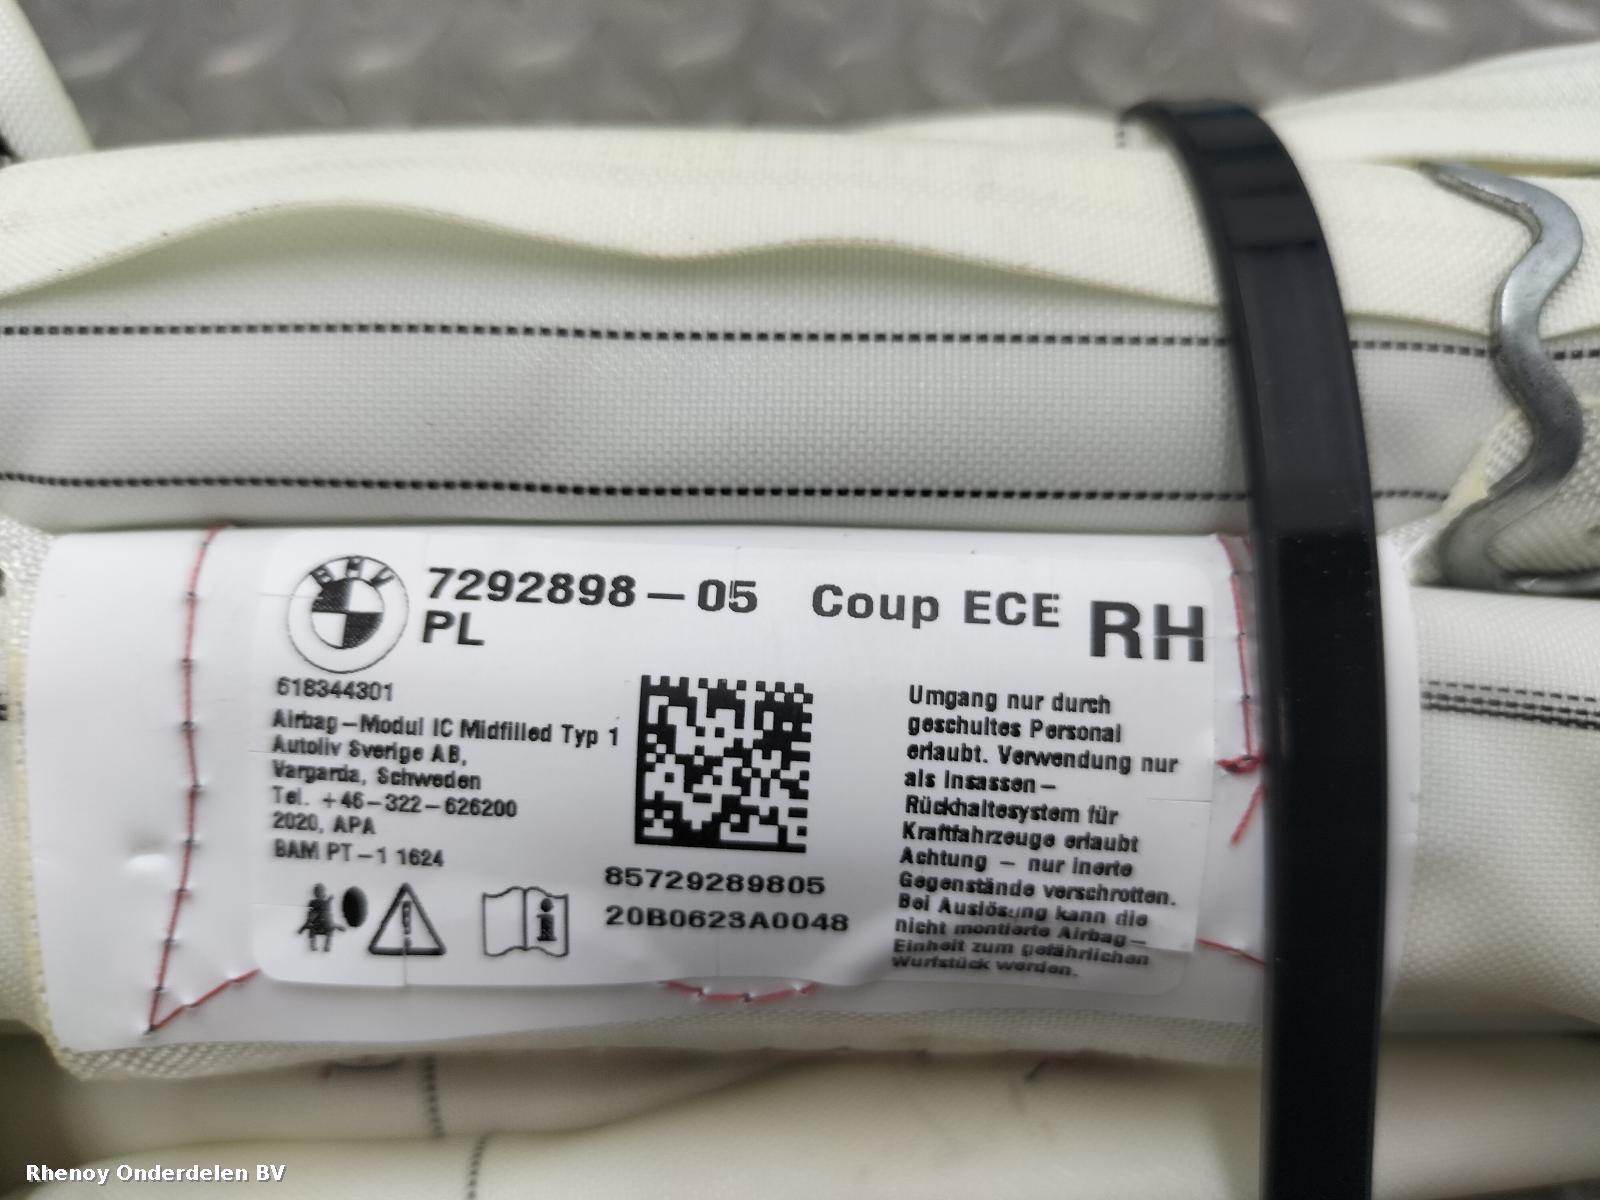 BMW
7292898-05 Coup ECE RH
PL
618344301
Airbag-Modul IC Midfilled Typ 1
Autoliv Sverige AB,
Vargarda, Schweden
Tel. +46-322-626200
2020, APA
BAM PT-1 1624
85729289805
20B0623A0048
Umgang nur durch
geschultes Personal
erlaubt. Verwendung nur
als Insassen-
Rückhaltesystem für
Kraftfahrzeuge erlaubt
Achtung - nur inerte
Gegenstände verschrotten.
Bei Auslösung kann die
nicht montierte Airbag-
Einheit zum gefährlichen
Wurfstück werden.
Rhenoy Onderdelen BV